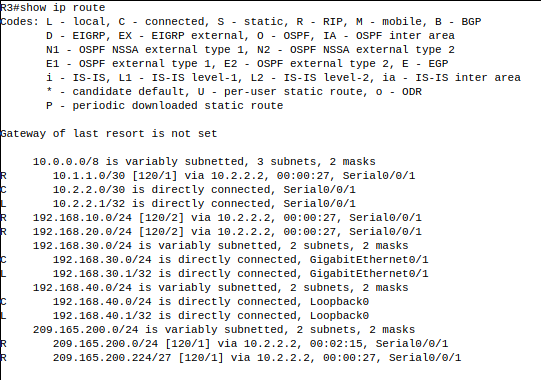 R3#show ip route
Codes: L - local, C - connected, S - static, R - RIP, M - mobile, B - BGP
D - EIGRP, EX - EIGRP external, O - OSPF, IA - OSPF inter area
N1 - OSPF NSSA external type 1, N2 - OSPF NSSA external type 2
E1 - OSPF external type 1, E2 - OSPF external type 2, E - EGP
i - IS-IS, L1 - IS-IS level-1, L2 - IS-IS level-2, ia - IS-IS inter area
* - candidate default, U - per-user static route, o - ODR
P - periodic downloaded static route
Gateway of last resort is not set
10.0.0.0/8 is variably subnetted, 3 subnets, 2 masks
R 10.1.1.0/30 [120/1] via 10.2.2.2, 00:00:27, Serial0/0/1
C 10.2.2.0/30 is directly connected, Serial0/0/1
L 10.2.2.1/32 is directly connected, Serial0/0/1
R 192.168.10.0/24 [120/2] via 10.2.2.2, 00:00:27, Serial0/0/1
R 192.168.20.0/24 [120/2] via 10.2.2.2, 00:00:27, Serial0/0/1
192.168.30.0/24 is variably subnetted, 2 subnets, 2 masks
C 192.168.30.0/24 is directly connected, GigabitEthernet0/1
L 192.168.30.1/32 is directly connected, GigabitEthernet0/1
192.168.40.0/24 is variably subnetted, 2 subnets, 2 masks
C 192.168.40.0/24 is directly connected, Loopback0
L 192.168.40.1/32 is directly connected, Loopback0
209.165.200.0/24 is variably subnetted, 2 subnets, 2 masks
R 209.165.200.0/24 [120/1] via 10.2.2.2, 00:02:15, Serial0/0/1
R 209.165.200.224/27 [120/1] via 10.2.2.2, 00:00:27, Serial0/0/1